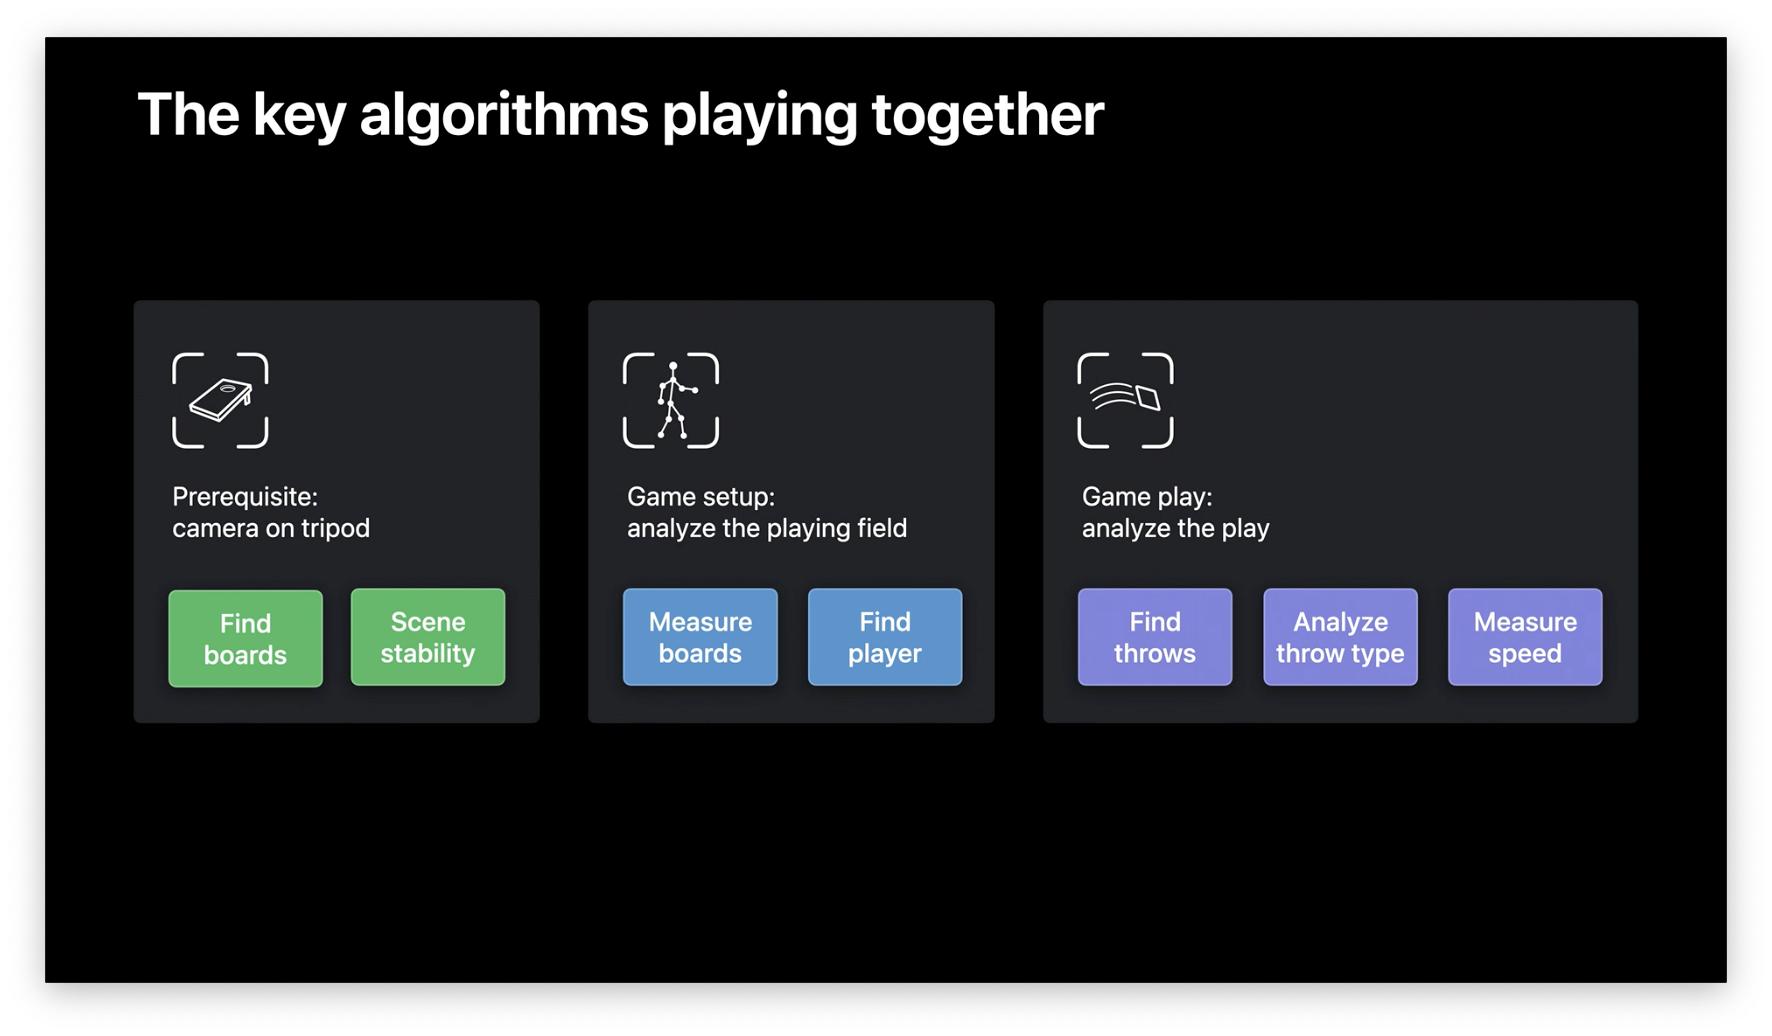 The key algorithms playing together
Prerequisite:
camera on tripod
Find
boards
Scene
stability
Game setup:
analyze the playing field
Measure
boards
Find
player
Game play:
analyze the play
Find
throws
Analyze
throw type
Measure
speed